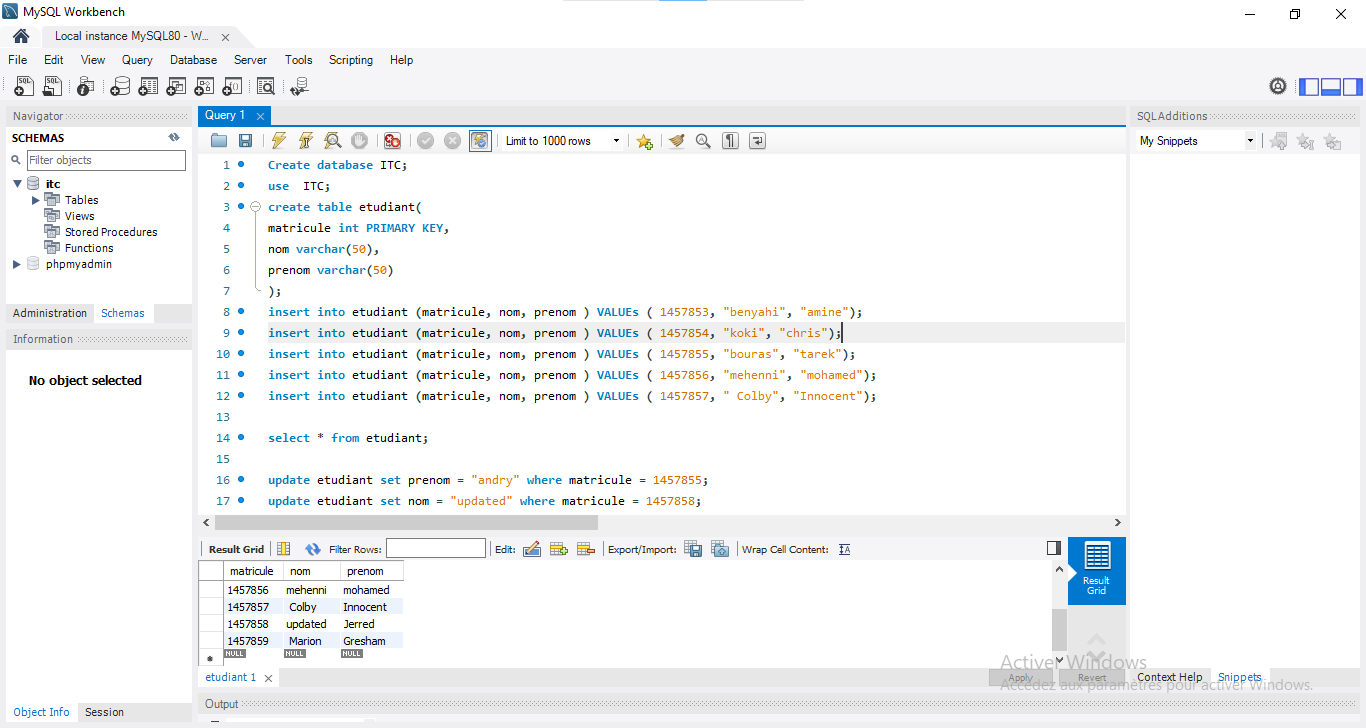 MySQL Workbench
Local instance MySQL80 - W...
File Edit View Query Database Server Tools Scripting Help
Navigator
SCHEMAS
Filter objects
itc
Tables
Views
Stored Procedures
Functions
phpmyadmin
Administration Schemas
Information
No object selected
Object Info Session
Query 1
Limit to 1000 rows
1 Create database ITC;
2 use  ITC;
3 create table etudiant(
4 matricule int PRIMARY KEY,
5 nom varchar(50),
6 prenom varchar(50)
7 );
8 insert into etudiant (matricule, nom, prenom ) VALUEs ( 1457853, "benyahi", "amine");
9 insert into etudiant (matricule, nom, prenom ) VALUEs ( 1457854, "koki", "chris");
10 insert into etudiant (matricule, nom, prenom ) VALUEs ( 1457855, "bouras", "tarek");
11 insert into etudiant (matricule, nom, prenom ) VALUEs ( 1457856, "mehenni", "mohamed");
12 insert into etudiant (matricule, nom, prenom ) VALUEs ( 1457857, " Colby", "Innocent");
13
14 select * from etudiant;
15
16 update etudiant set prenom = "andry" where matricule = 1457855;
17 update etudiant set nom = "updated" where matricule = 1457858;
Result Grid Filter Rows: Edit: Export/Import: Wrap Cell Content:
matricule nom prenom
1457856 mehenni mohamed
1457857 Colby Innocent
1457858 updated Jerred
1457859 Marion Gresham
NULL NULL NULL
Result
Grid
etudiant 1
Apply Revert
Output
SQLAdditions
My Snippets
Context Help Snippets
Activer Windows
Accédez aux paramètres pour activer Windows.